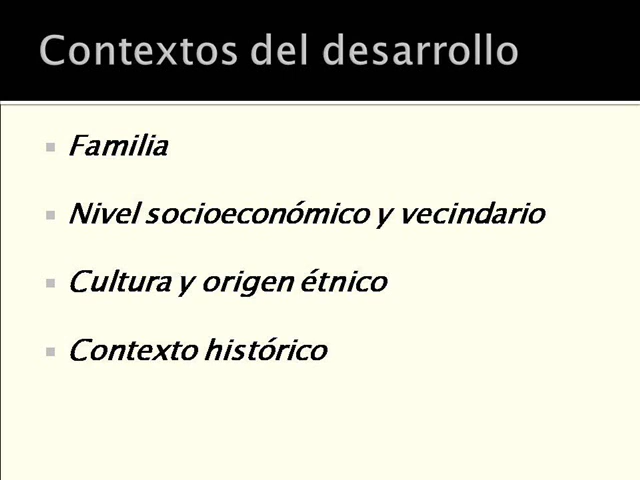 Contextos del desarrollo
Familia
Nivel socioeconómico y vecindario
Cultura y origen étnico
Contexto histórico